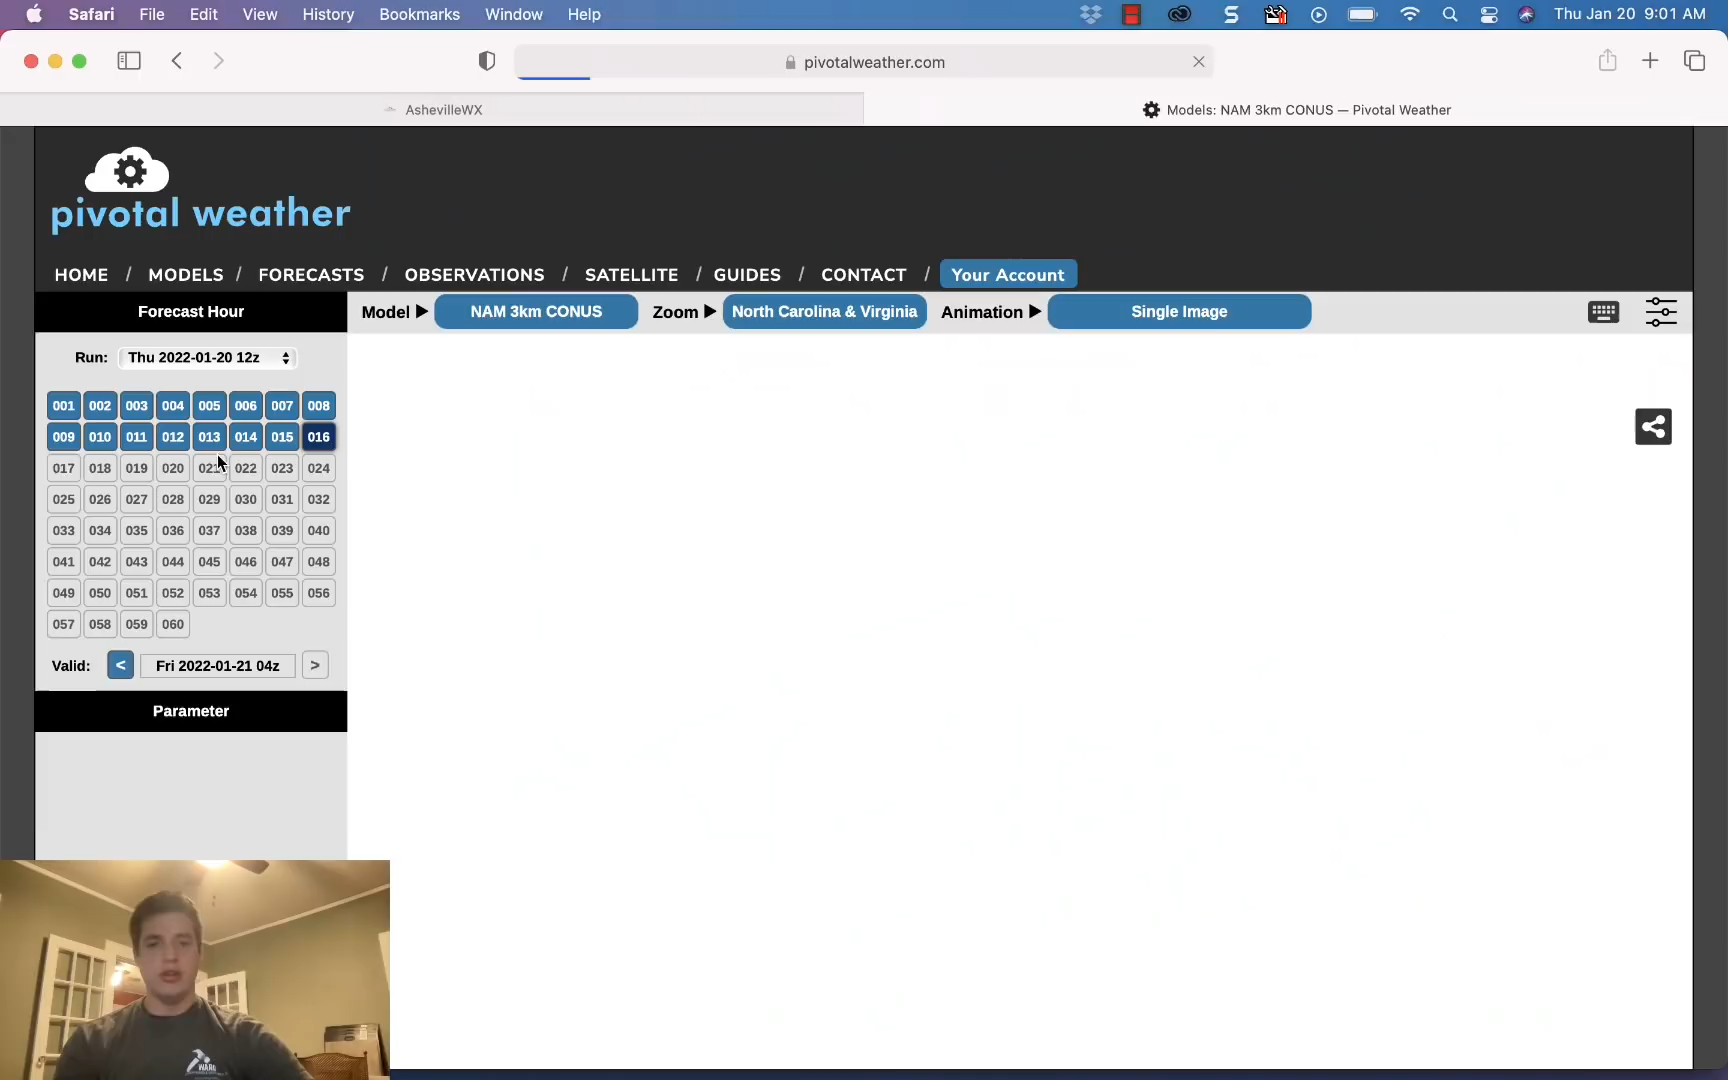 Safari File Edit View History Bookmarks Window Help Thu Jan 20 9:01 AM
pivotalweather.com
AshevilleWX Models: NAM 3km CONUS — Pivotal Weather
pivotal weather
HOME / MODELS / FORECASTS / OBSERVATIONS / SATELLITE / GUIDES / CONTACT / Your Account
Forecast Hour Model NAM 3km CONUS Zoom North Carolina & Virginia Animation Single Image
Run: Thu 2022-01-20 12z
001 002 003 004 005 006 007 008
009 010 011 012 013 014 015 016
017 018 019 020 021 022 023 024
025 026 027 028 029 030 031 032
033 034 035 036 037 038 039 040
041 042 043 044 045 046 047 048
049 050 051 052 053 054 055 056
057 058 059 060
Valid: < Fri 2022-01-21 04z >
Parameter